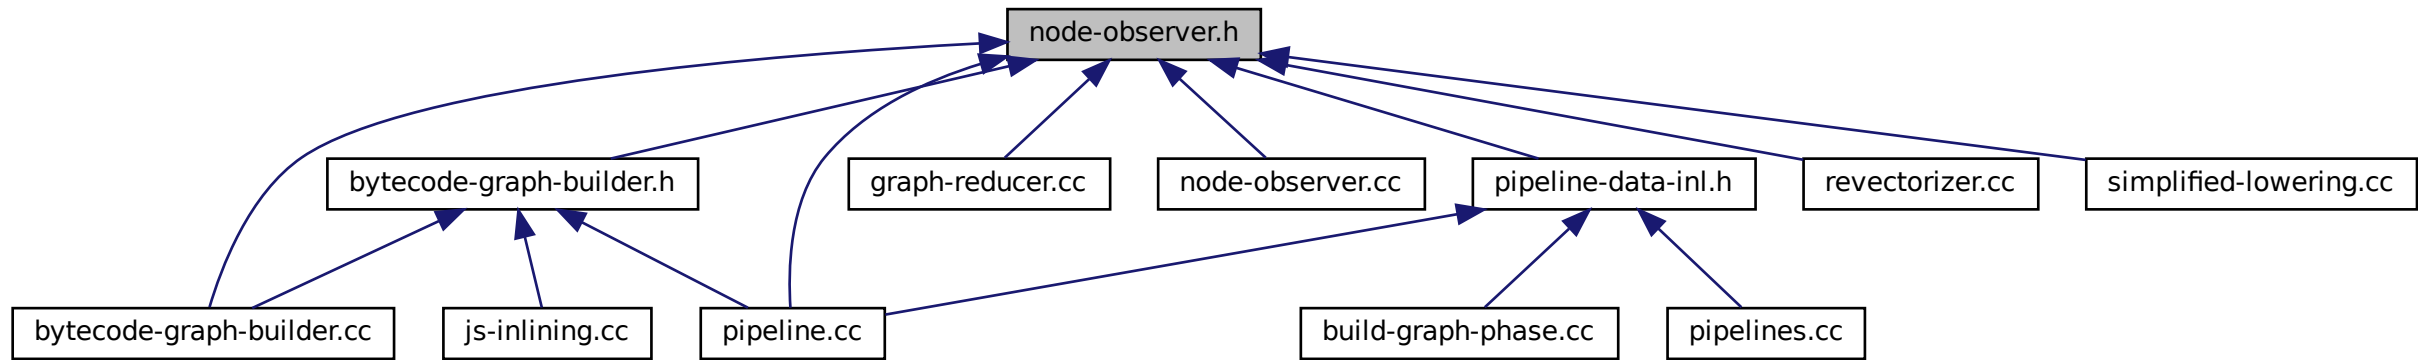 node-observer.h
bytecode-graph-builder.h
graph-reducer.cc
node-observer.cc
pipeline-data-inl.h
revectorizer.cc
simplified-lowering.cc
bytecode-graph-builder.cc
js-inlining.cc
pipeline.cc
build-graph-phase.cc
pipelines.cc